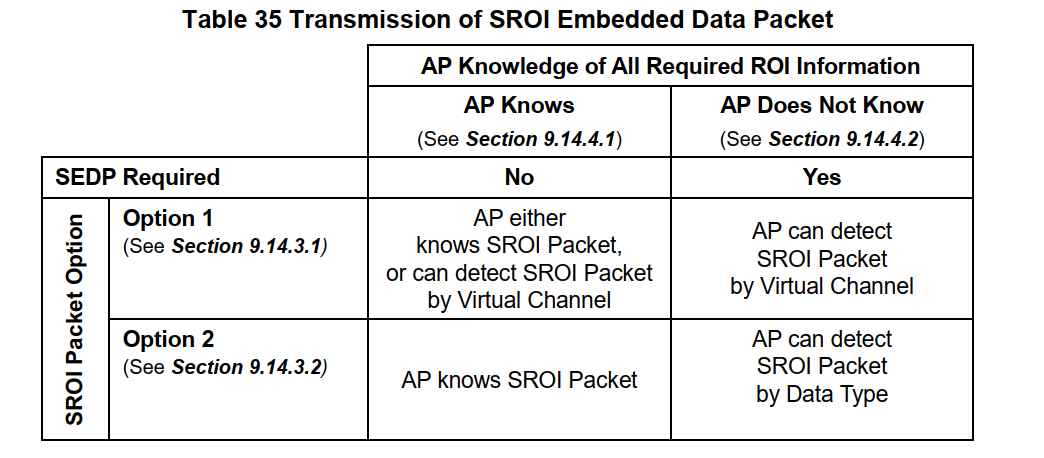 Table 35 Transmission of SROI Embedded Data Packet
AP Knowledge of All Required ROI Information
AP Knows
(See Section 9.14.4.1)
AP Does Not Know
(See Section 9.14.4.2)
SEDP Required
No
Yes
SROI Packet Option
Option 1
(See Section 9.14.3.1)
AP either
knows SROI Packet,
or can detect SROI Packet
by Virtual Channel
AP can detect
SROI Packet
by Virtual Channel
Option 2
(See Section 9.14.3.2)
AP knows SROI Packet
AP can detect
SROI Packet
by Data Type